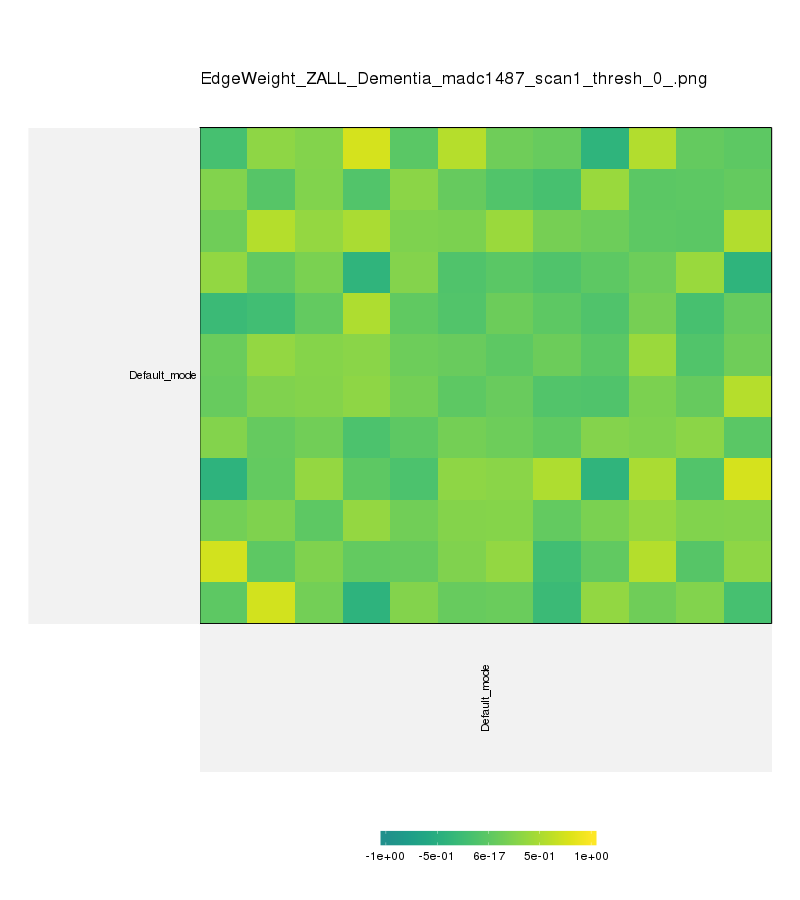 EdgeWeight_ZALL_Dementia_madc1487_scan1_thresh_0_.png
Default_mode
Default_mode
-1e+00 -5e-01 6e-17 5e-01 1e+00